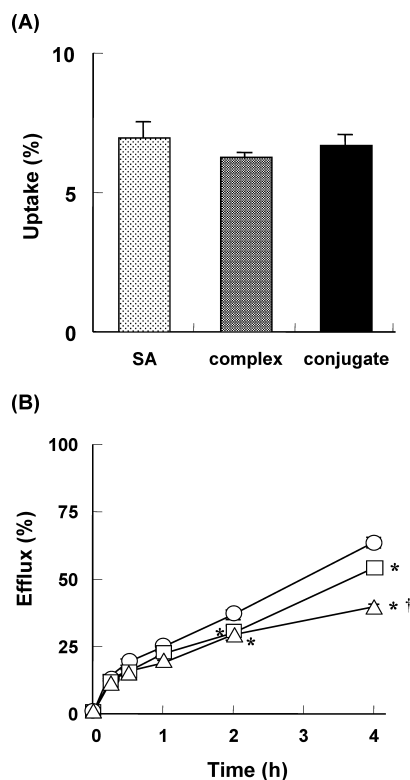 (A)
10
5
0
Uptake (%)
SA complex conjugate
(B)
100
75
50
25
0
Efflux (%)
*
* †
*
*
0 1 2 3 4
Time (h)